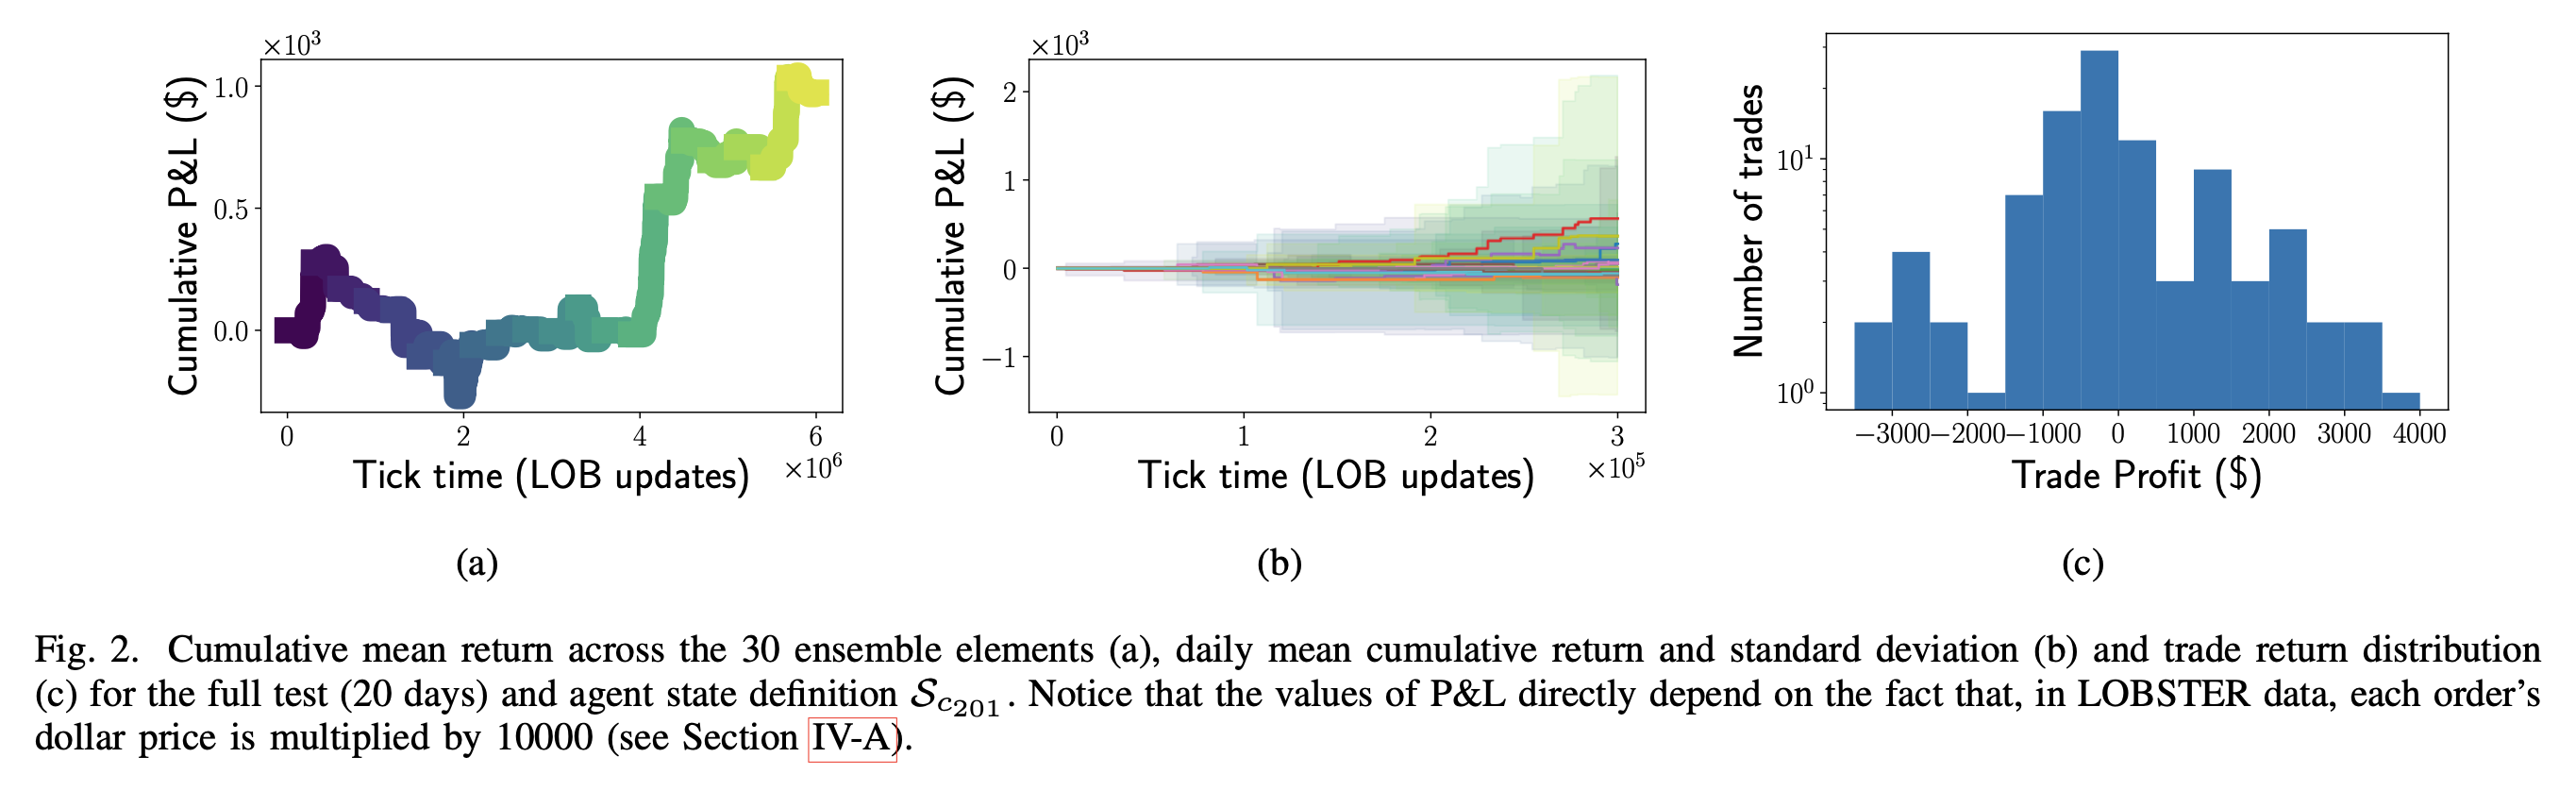 ×10³
1.0
0.5
0.0
Cumulative P&L ($)
0 2 4 6
×10⁶
Tick time (LOB updates)
(a)
×10³
2
1
0
−1
Cumulative P&L ($)
0 1 2 3
×10⁵
Tick time (LOB updates)
(b)
10¹
10⁰
Number of trades
−3000−2000−1000 0 1000 2000 3000 4000
Trade Profit ($)
(c)
Fig. 2. Cumulative mean return across the 30 ensemble elements (a), daily mean cumulative return and standard deviation (b) and trade return distribution
(c) for the full test (20 days) and agent state definition 𝒮_{c_{201}}. Notice that the values of P&L directly depend on the fact that, in LOBSTER data, each order’s
dollar price is multiplied by 10000 (see Section IV-A).